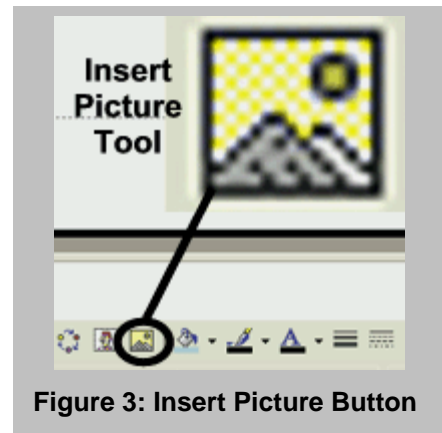 Insert
Picture
Tool
A
Figure 3: Insert Picture Button